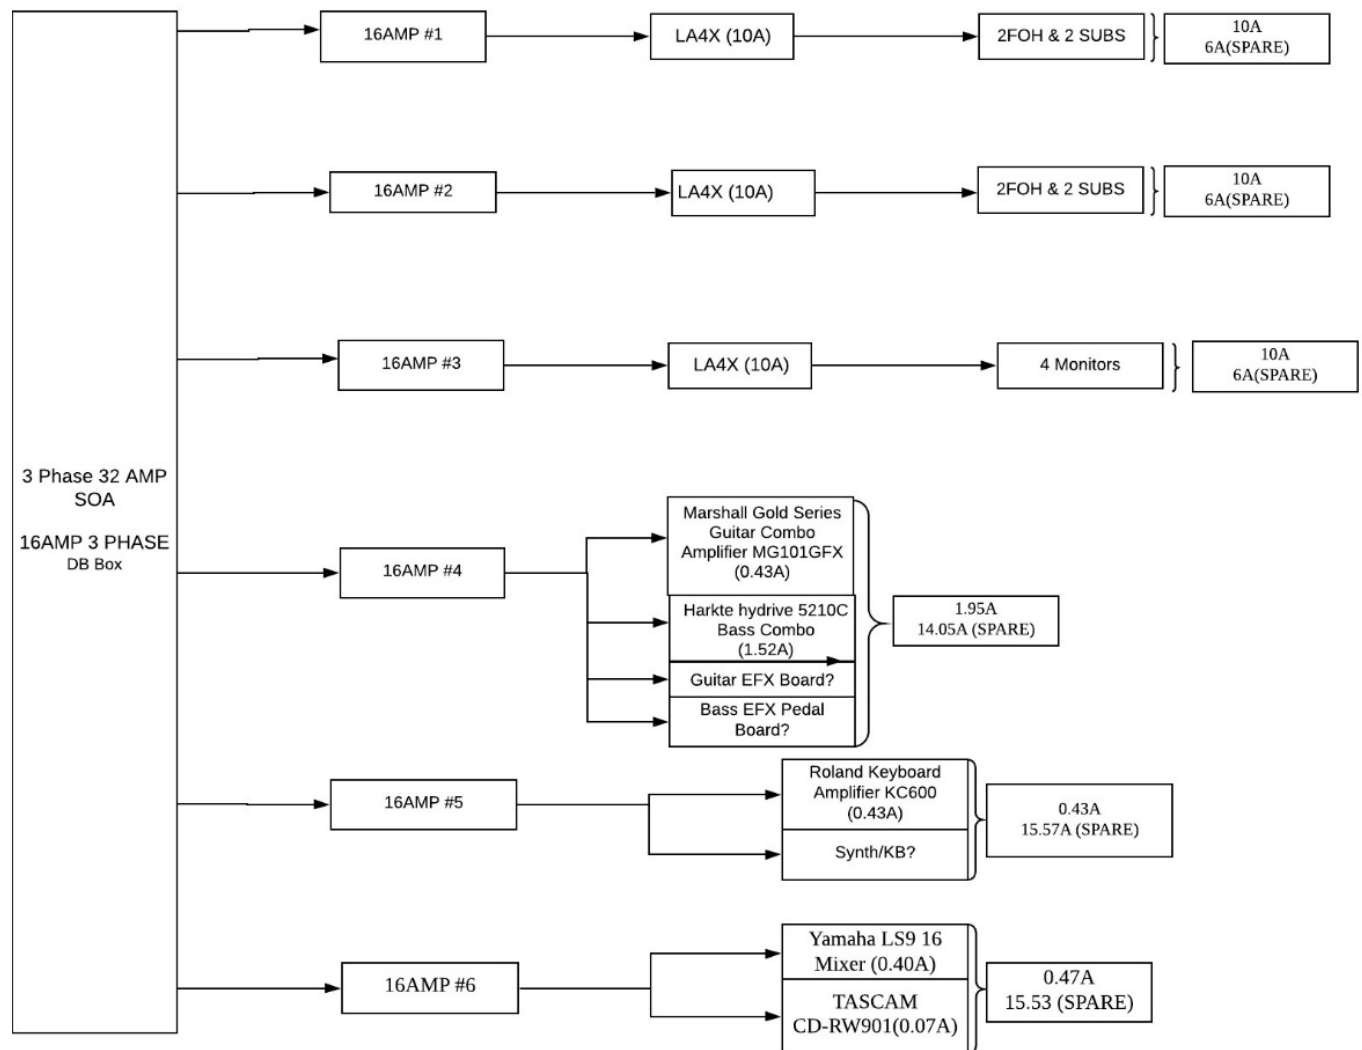 16AMP #1
LA4X (10A)
2FOH & 2 SUBS
10A
6A(SPARE)
16AMP #2
LA4X (10A)
2FOH & 2 SUBS
10A
6A(SPARE)
16AMP #3
LA4X (10A)
4 Monitors
10A
6A(SPARE)
3 Phase 32 AMP
SOA
16AMP 3 PHASE
DB Box
16AMP #4
Marshall Gold Series
Guitar Combo
Amplifier MG101GFX
(0.43A)
Harkte hydrive 5210C
Bass Combo
(1.52A)
Guitar EFX Board?
Bass EFX Pedal
Board?
1.95A
14.05A (SPARE)
16AMP #5
Roland Keyboard
Amplifier KC600
(0.43A)
Synth/KB?
0.43A
15.57A (SPARE)
16AMP #6
Yamaha LS9 16
Mixer (0.40A)
TASCAM
CD-RW901(0.07A)
0.47A
15.53 (SPARE)